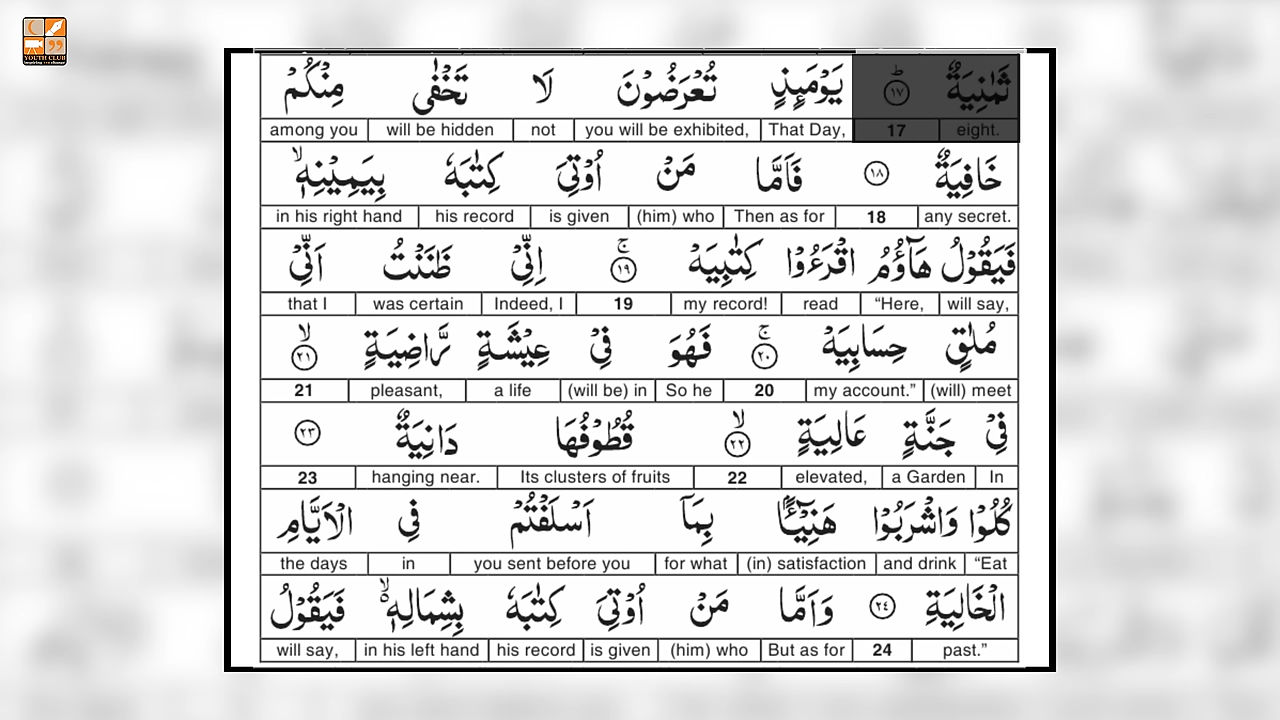 YOUTH CLUB
ثَمٰنِيَةٌ ؕ ١٧ يَوْمَىِٕذٍ تُعْرَضُوْنَ لَا تَخْفٰى مِنْكُمْ
eight. 17 That Day, you will be exhibited, not will be hidden among you
خَافِيَةٌ ١٨ فَاَمَّا مَنْ اُوْتِىَ كِتٰبَهٗ بِيَمِيْنِهٖ ۙ
any secret. 18 Then as for (him) who is given his record in his right hand
فَيَقُوْلُ هَآؤُمُ اقْرَءُوْا كِتٰبِيَهْ ۚ ١٩ اِنِّىْ ظَنَنْتُ اَنِّىْ
will say, “Here, read my record! 19 Indeed, I was certain that I
مُلٰقٍ حِسَابِيَهْ ۚ ٢٠ فَهُوَ فِىْ عِيْشَةٍ رَّاضِيَةٍ ۙ ٢١
(will) meet my account.” 20 So he (will be) in a life pleasant, 21
فِىْ جَنَّةٍ عَالِيَةٍ ۙ ٢٢ قُطُوْفُهَا دَانِيَةٌ ٢٣
In a Garden elevated, 22 Its clusters of fruits hanging near. 23
كُلُوْا وَاشْرَبُوْا هَنِيْٓـًٔۢا بِمَآ اَسْلَفْتُمْ فِى الْاَيَّامِ
“Eat and drink (in) satisfaction for what you sent before you in the days
الْخَالِيَةِ ٢٤ وَاَمَّا مَنْ اُوْتِىَ كِتٰبَهٗ بِشِمَالِهٖ ۙ فَيَقُوْلُ
past.” 24 But as for (him) who is given his record in his left hand will say,